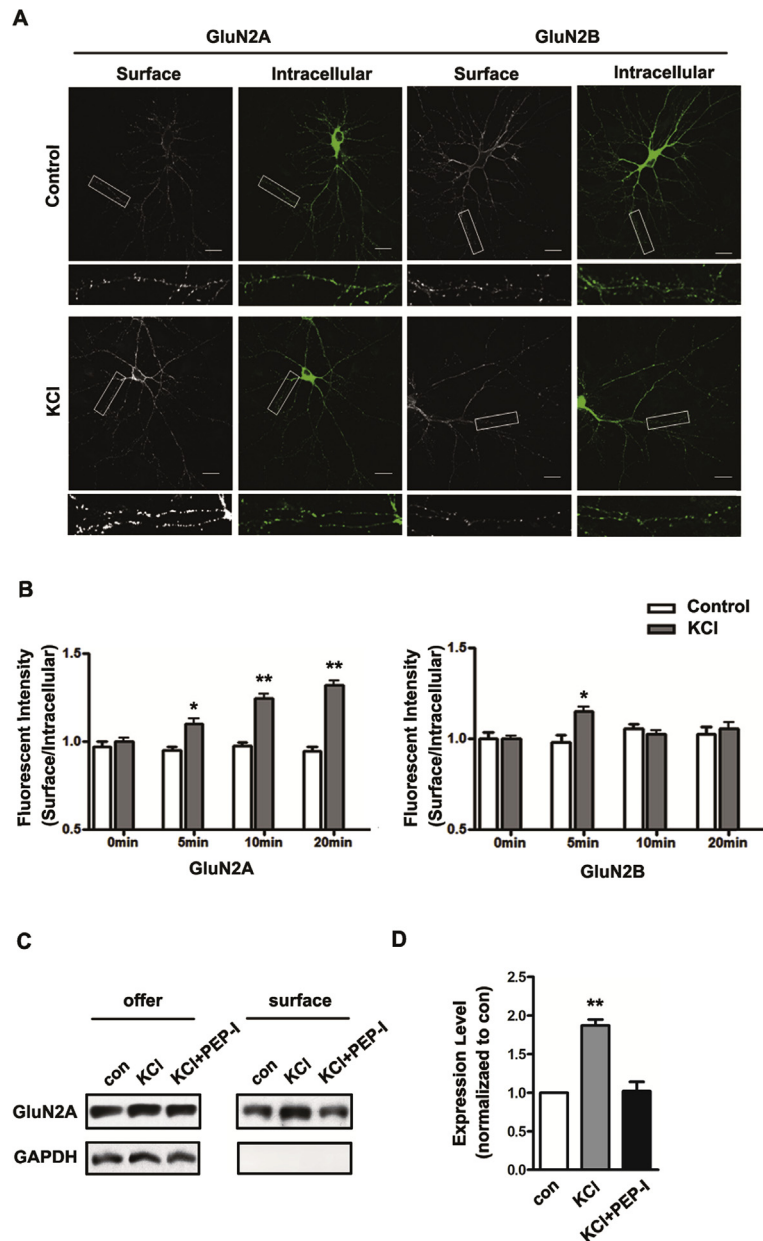 A
GluN2A GluN2B
Surface Intracellular Surface Intracellular
Control
KCl
B
Control
KCl
Fluorescent Intensity
(Surface/Intracellular)
1.5
1.0
0.5
* ** **
0min 5min 10min 20min
GluN2A
Fluorescent Intensity
(Surface/Intracellular)
1.5
1.0
0.5
*
0min 5min 10min 20min
GluN2B
C
offer surface
con KCl KCl+PEP-I con KCl KCl+PEP-I
GluN2A
GAPDH
D
Expression Level
(normalizaed to con)
2.5
2.0
1.5
1.0
0.5
0.0
**
con KCl KCl+PEP-I